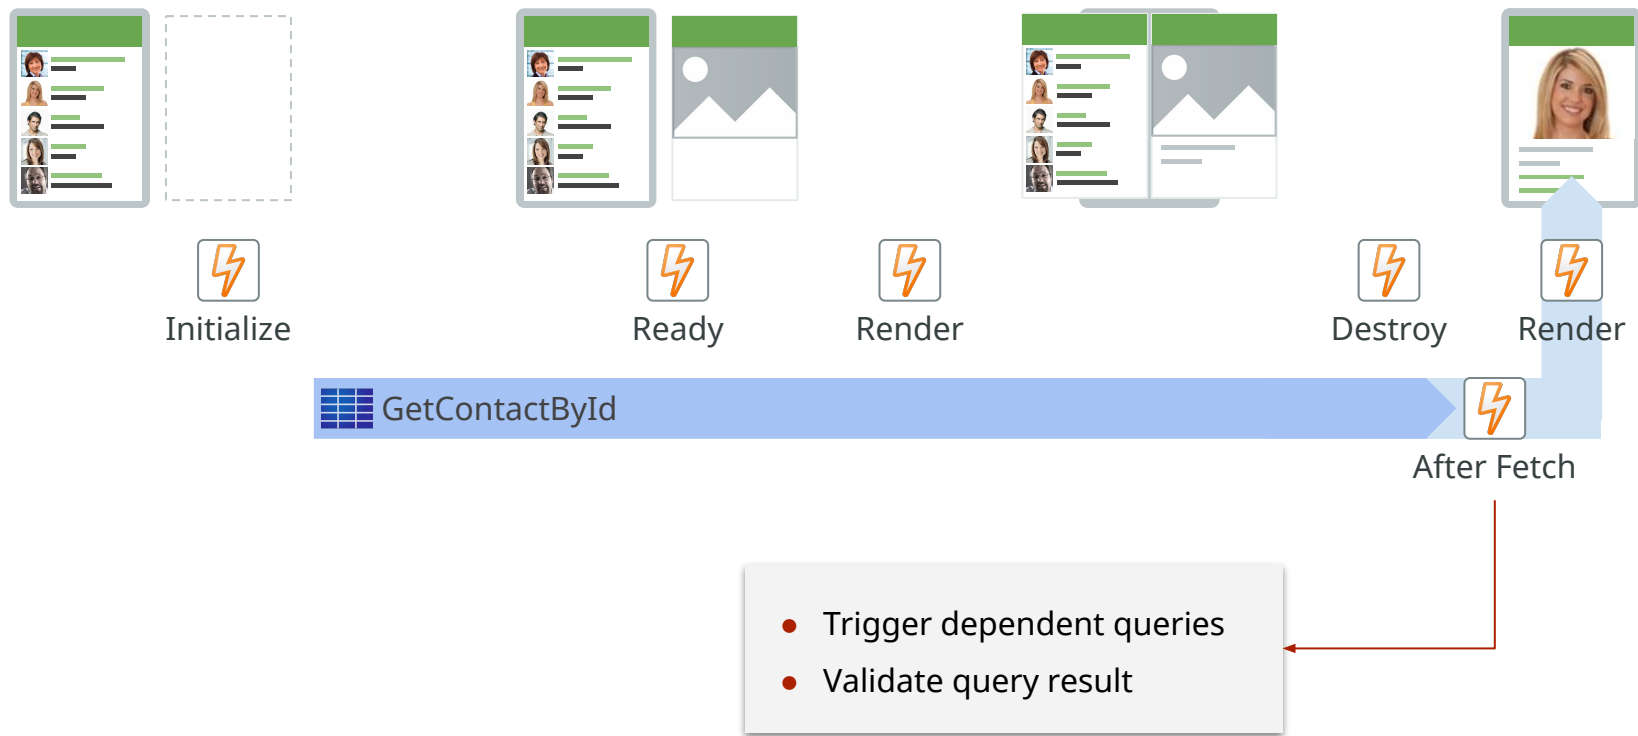 Initialize
Ready
Render
Destroy
Render
GetContactById
After Fetch
● Trigger dependent queries
● Validate query result